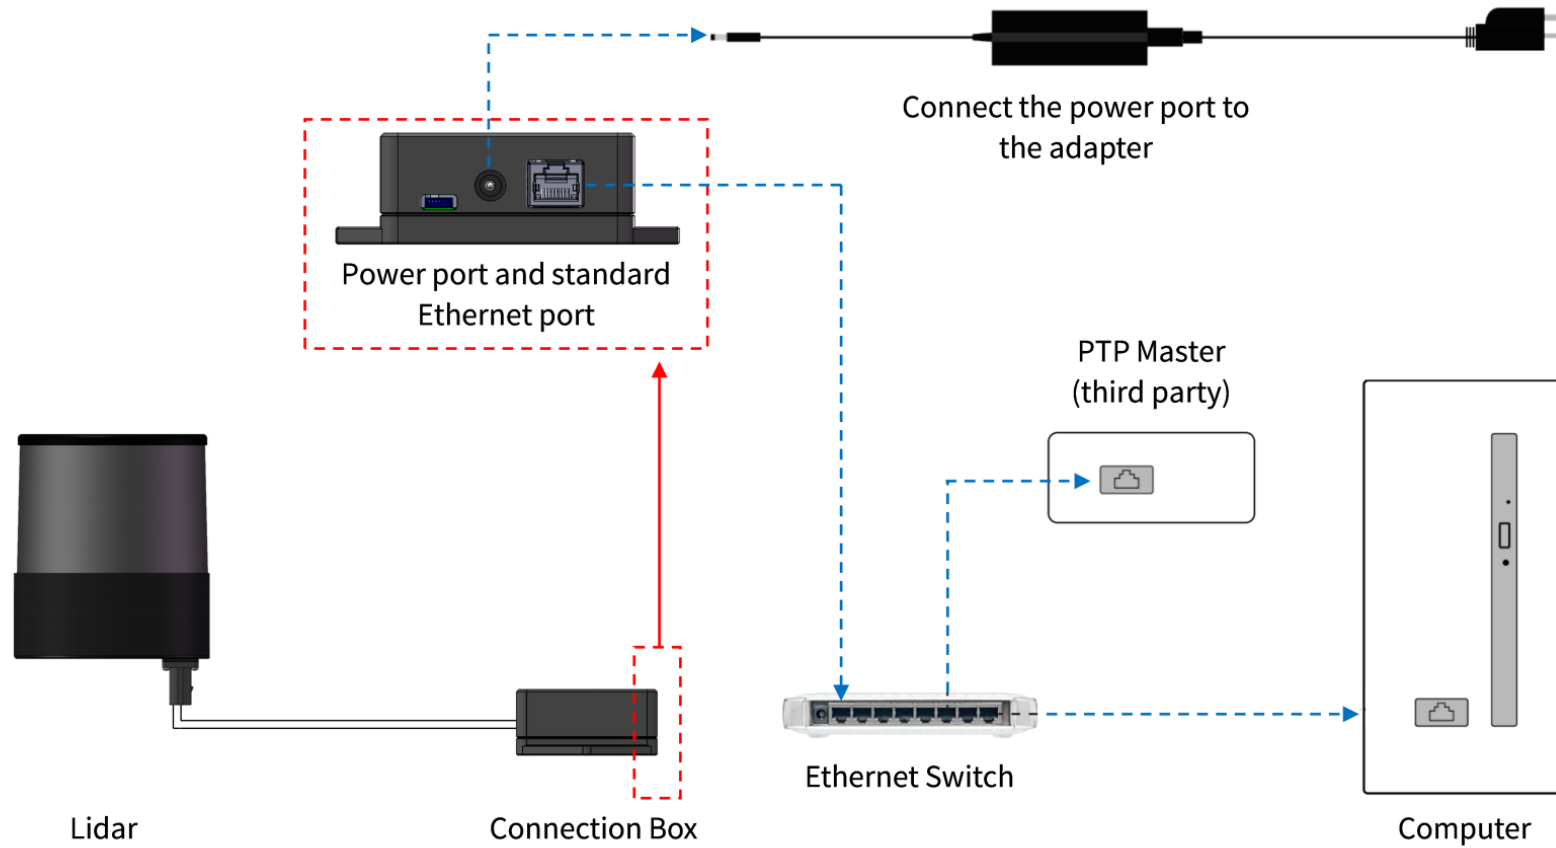 Connect the power port to
the adapter
Power port and standard
Ethernet port
PTP Master
(third party)
Ethernet Switch
Lidar
Connection Box
Computer